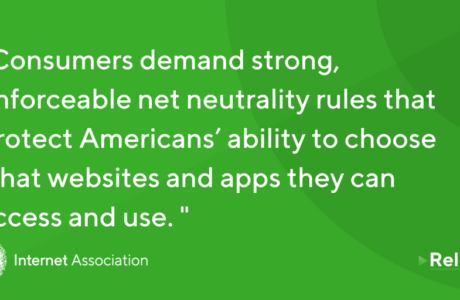 Consumers demand strong,
nforceable net neutrality rules that
rotect Americans’ ability to choose
hat websites and apps they can
ccess and use. "
Internet Association
Rel